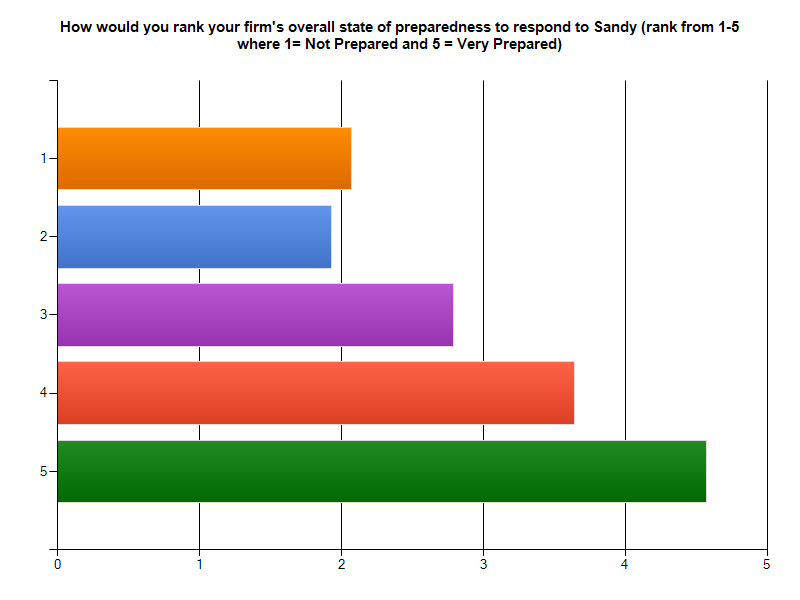 How would you rank your firm's overall state of preparedness to respond to Sandy (rank from 1-5
where 1= Not Prepared and 5 = Very Prepared)
1
2
3
4
5
0 1 2 3 4 5